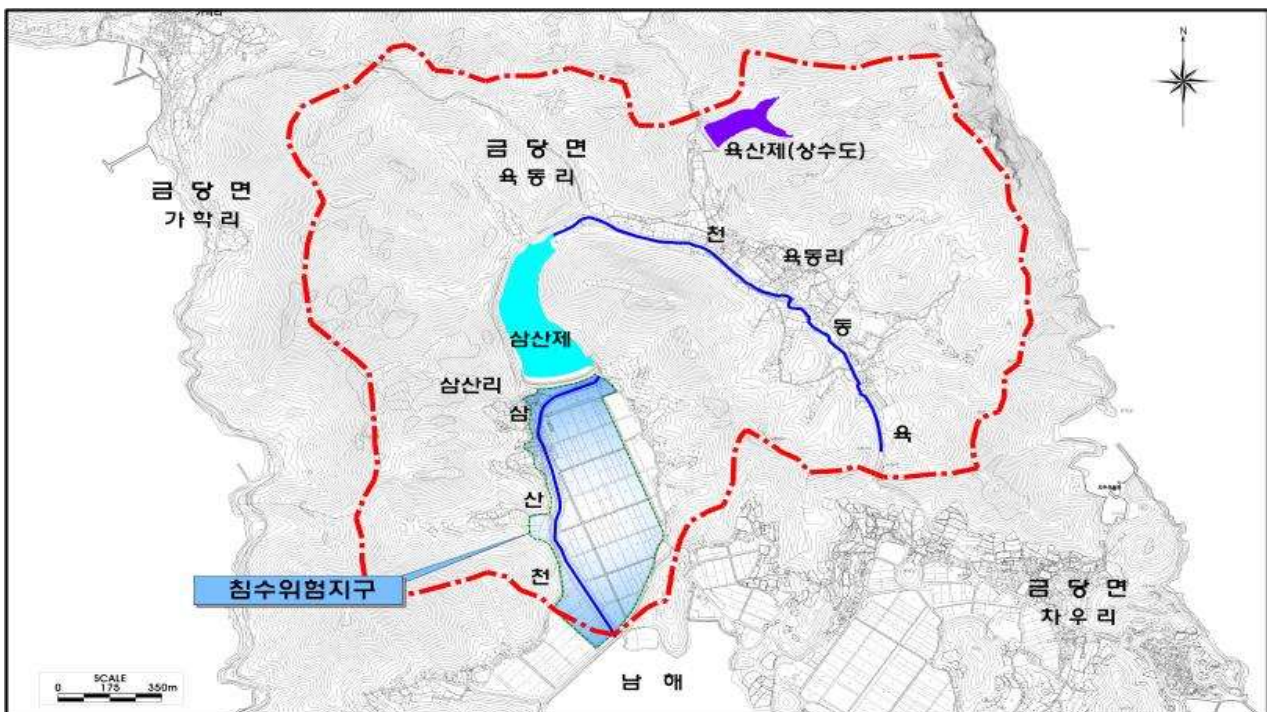 N
금 당 면
욕 동 리
육산제(상수도)
금 당 면
가 학 리
천
육동리
동
육
삼산제
삼산리
삼
산
천
침수위험지구
금 당 면
차 우 리
남 해
SCALE
0 175 350m